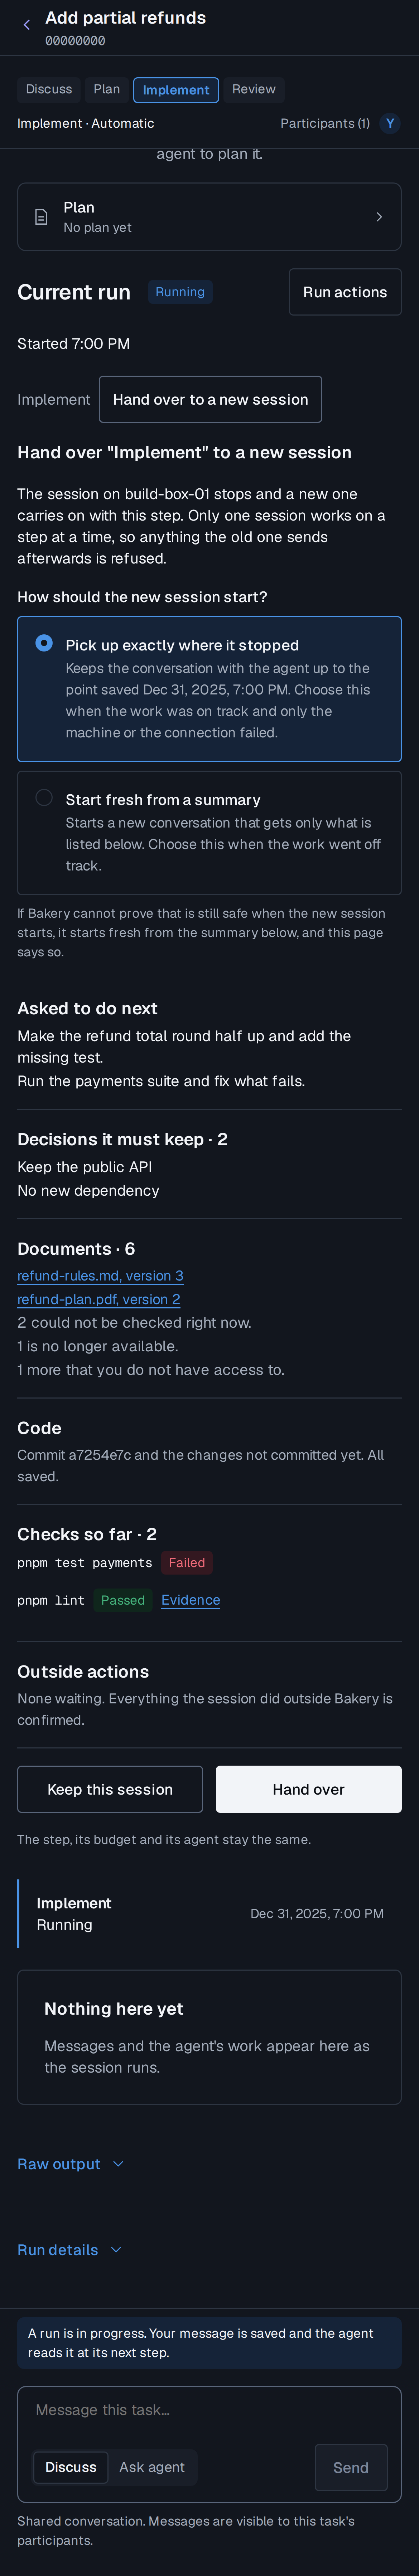 Add partial refunds
00000000
Discuss
Plan
Implement
Review
Implement · Automatic
Participants (1)
Y
agent to plan it.
Plan
No plan yet
Current run
Running
Run actions
Started 7:00 PM
Implement
Hand over to a new session
Hand over "Implement" to a new session
The session on build-box-01 stops and a new one
carries on with this step. Only one session works on a
step at a time, so anything the old one sends
afterwards is refused.
How should the new session start?
Pick up exactly where it stopped
Keeps the conversation with the agent up to the
point saved Dec 31, 2025, 7:00 PM. Choose this
when the work was on track and only the
machine or the connection failed.
Start fresh from a summary
Starts a new conversation that gets only what is
listed below. Choose this when the work went off
track.
If Bakery cannot prove that is still safe when the new session
starts, it starts fresh from the summary below, and this page
says so.
Asked to do next
Make the refund total round half up and add the
missing test.
Run the payments suite and fix what fails.
Decisions it must keep · 2
Keep the public API
No new dependency
Documents · 6
refund-rules.md, version 3
refund-plan.pdf, version 2
2 could not be checked right now.
1 is no longer available.
1 more that you do not have access to.
Code
Commit a7254e7c and the changes not committed yet. All
saved.
Checks so far · 2
pnpm test payments Failed
pnpm lint Passed Evidence
Outside actions
None waiting. Everything the session did outside Bakery is
confirmed.
Keep this session
Hand over
The step, its budget and its agent stay the same.
Implement
Running
Dec 31, 2025, 7:00 PM
Nothing here yet
Messages and the agent's work appear here as
the session runs.
Raw output
Run details
A run is in progress. Your message is saved and the agent
reads it at its next step.
Message this task...
Discuss
Ask agent
Send
Shared conversation. Messages are visible to this task's
participants.